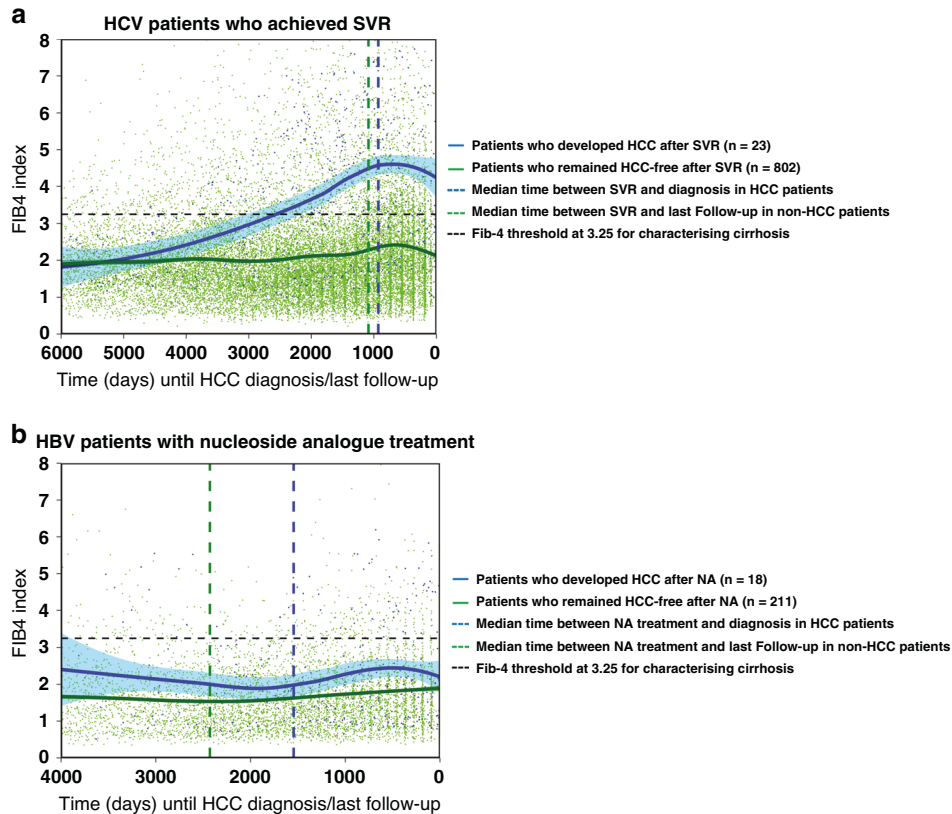 a
HCV patients who achieved SVR
8
7
6
5
4
3
2
1
0
FIB4 index
6000 5000 4000 3000 2000 1000 0
Time (days) until HCC diagnosis/last follow-up
Patients who developed HCC after SVR (n = 23)
Patients who remained HCC-free after SVR (n = 802)
Median time between SVR and diagnosis in HCC patients
Median time between SVR and last Follow-up in non-HCC patients
Fib-4 threshold at 3.25 for characterising cirrhosis
b
HBV patients with nucleoside analogue treatment
8
7
6
5
4
3
2
1
0
FIB4 index
4000 3000 2000 1000 0
Time (days) until HCC diagnosis/last follow-up
Patients who developed HCC after NA (n = 18)
Patients who remained HCC-free after NA (n = 211)
Median time between NA treatment and diagnosis in HCC patients
Median time between NA treatment and last Follow-up in non-HCC patients
Fib-4 threshold at 3.25 for characterising cirrhosis